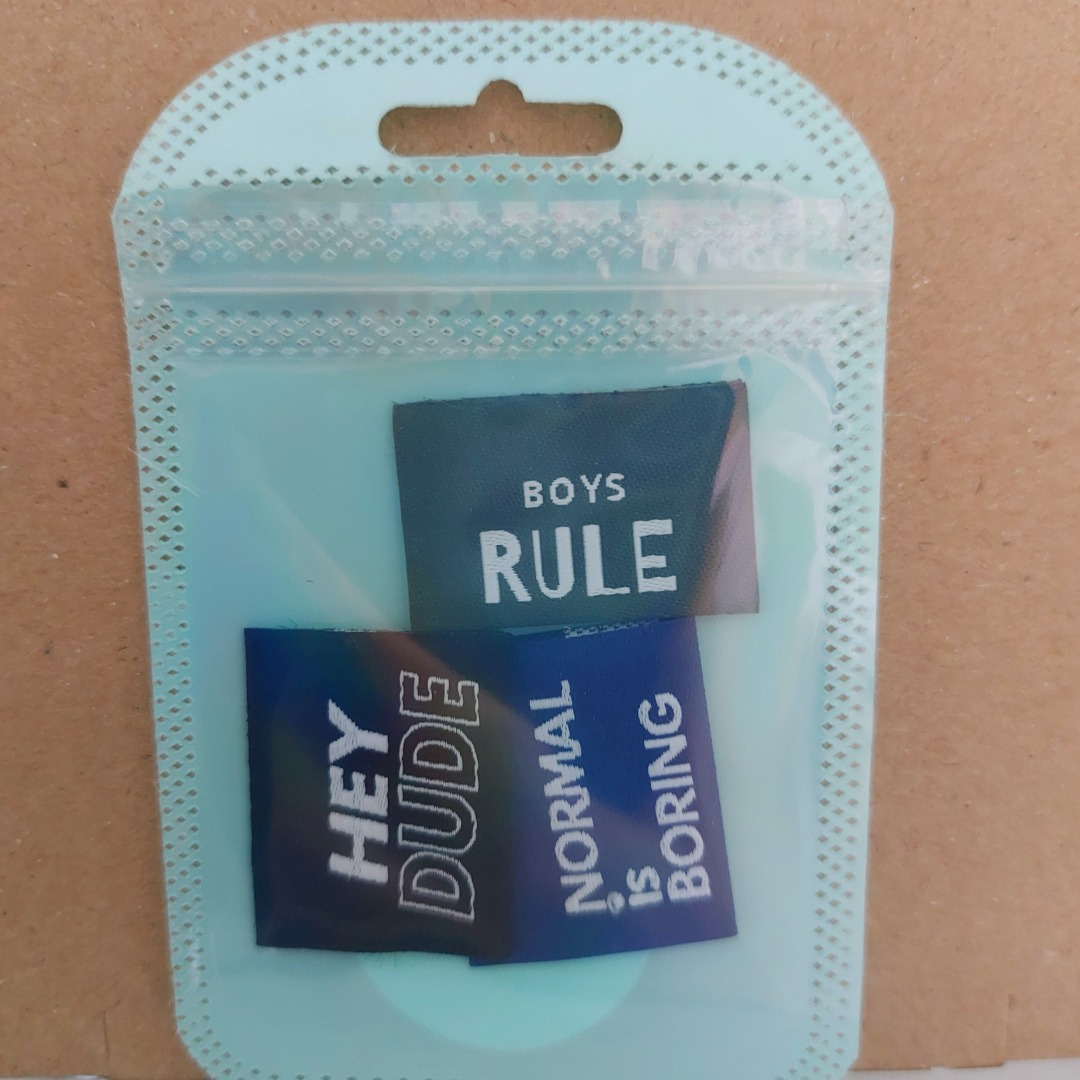 BOYS
RULE
HEY
DUDE
NORMAL
is
BORING